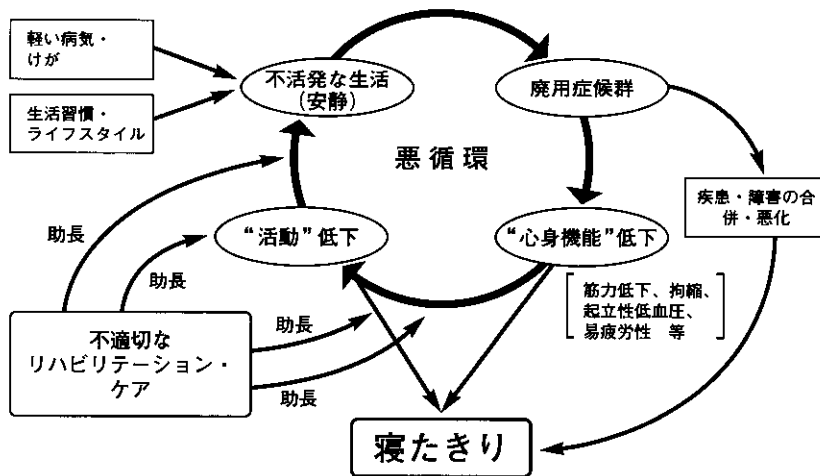 軽い病気・
けが
生活習慣・
ライフスタイル
不活発な生活
(安静)
廃用症候群
悪循環
疾患・障害の合
併・悪化
“活動”低下
“心身機能”低下
筋力低下、拘縮、
起立性低血圧、
易疲労性 等
助長
助長
助長
助長
不適切な
リハビリテーション・
ケア
寝たきり